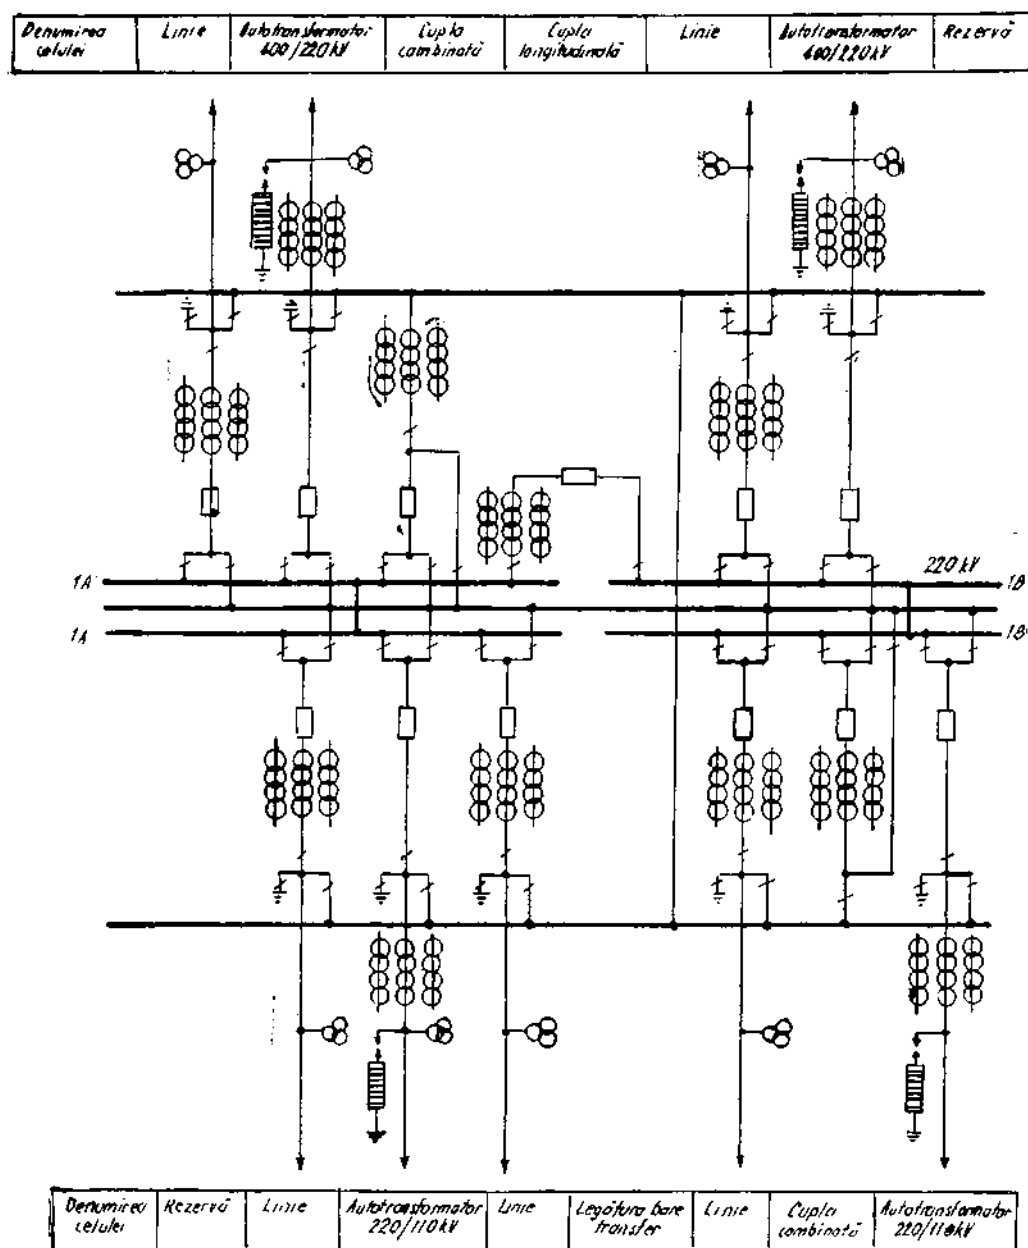 Denumirea celulei
Linie
Autotransformator 400/220 kV
Cupla combinată
Cupla longitudinală
Linie
Autotransformator 400/220 kV
Rezervă
220 kV
1A
1B
1A
1B
Denumirea celulei
Rezervă
Linie
Autotransformator 220/110 kV
Linie
Legătura bare transfer
Linie
Cupla combinată
Autotransformator 220/110 kV